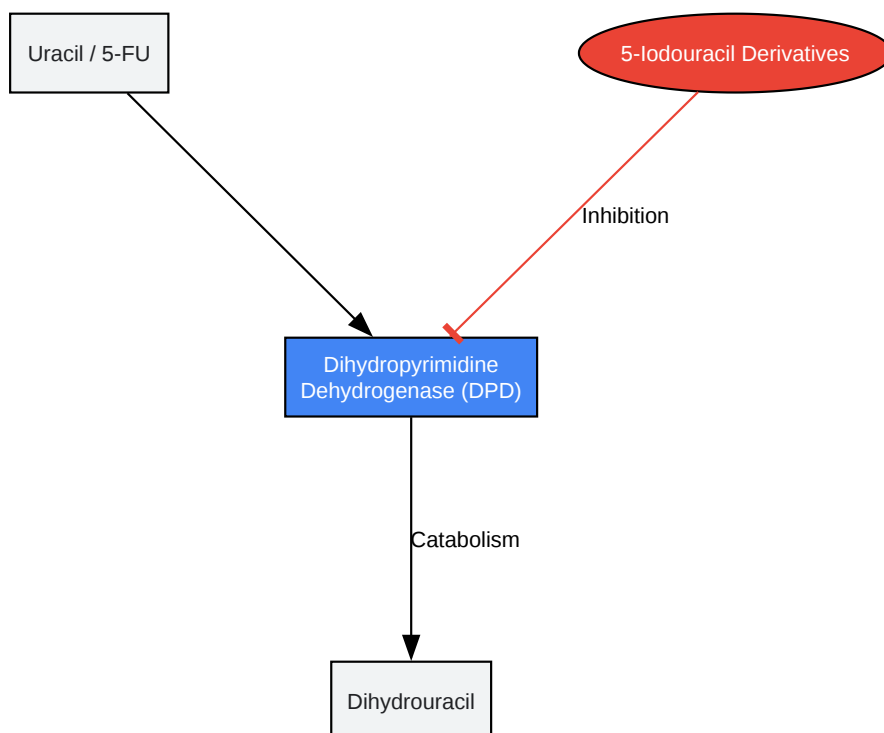 Uracil / 5-FU
5-Iodouracil Derivatives
Inhibition
Dihydropyrimidine
Dehydrogenase (DPD)
Catabolism
Dihydrouracil